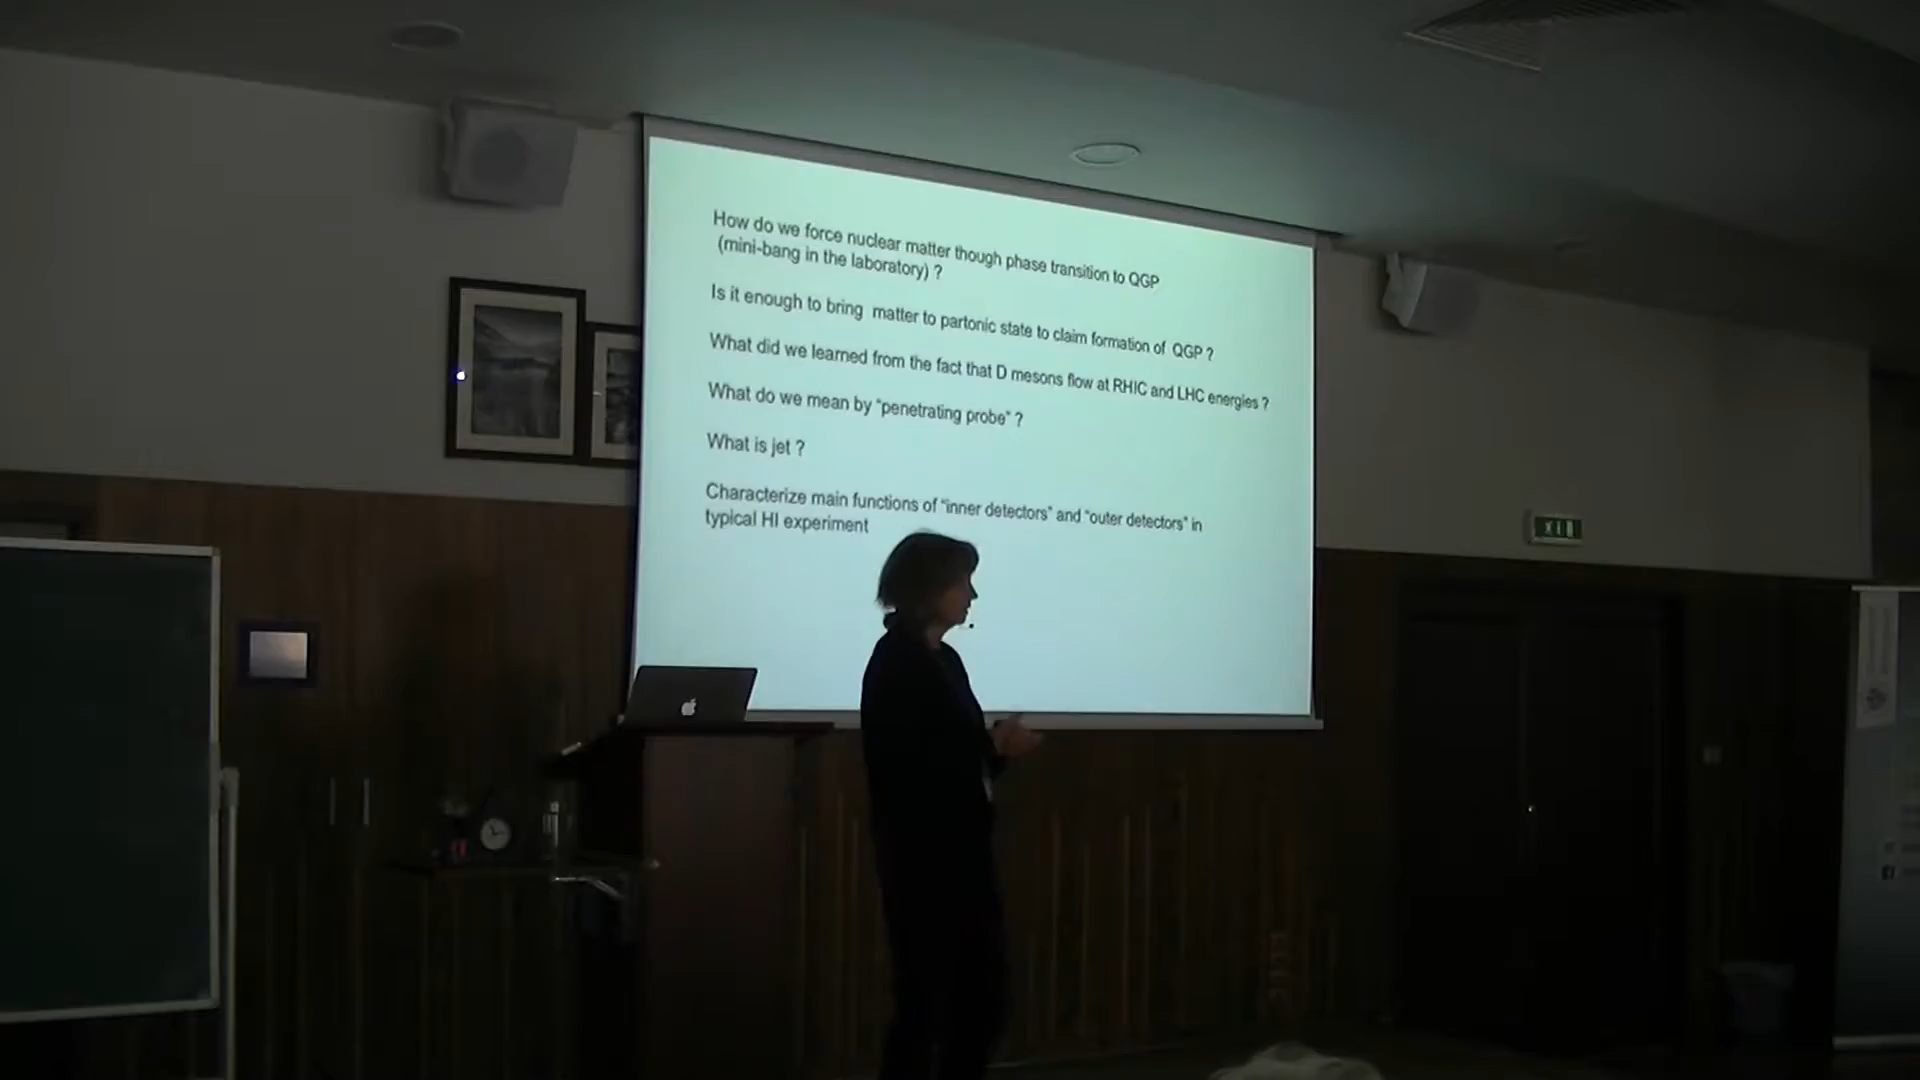 How do we force nuclear matter though phase transition to QGP
(mini-bang in the laboratory) ?
Is it enough to bring matter to partonic state to claim formation of QGP ?
What did we learned from the fact that D mesons flow at RHIC and LHC energies ?
What do we mean by “penetrating probe” ?
What is jet ?
Characterize main functions of “inner detectors” and “outer detectors” in
typical HI experiment